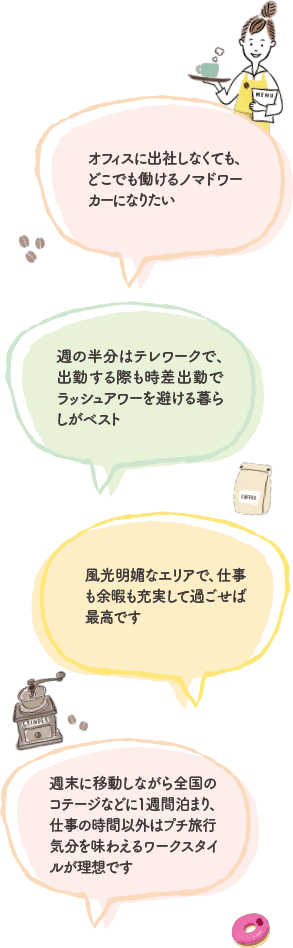 MENU
オフィスに出社しなくても、
どこでも働けるノマドワー
カーになりたい
週の半分はテレワークで、
出勤する際も時差出勤で
ラッシュアワーを避ける暮ら
しがベスト
COFFEE
風光明媚なエリアで、仕事
も余暇も充実して過ごせば
最高です
GRINDER
週末に移動しながら全国の
コテージなどに1週間泊まり、
仕事の時間以外はプチ旅行
気分を味わえるワークスタイ
ルが理想です